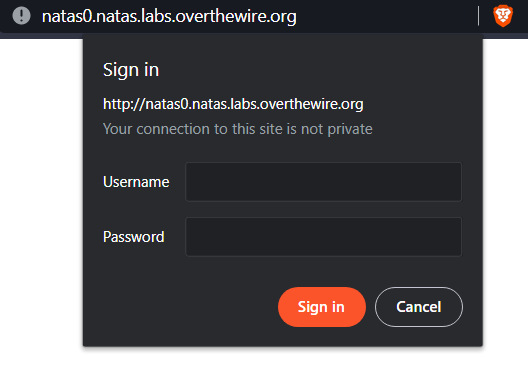 natas0.natas.labs.overthewire.org
Sign in
http://natas0.natas.labs.overthewire.org
Your connection to this site is not private
Username
Password
Sign in Cancel